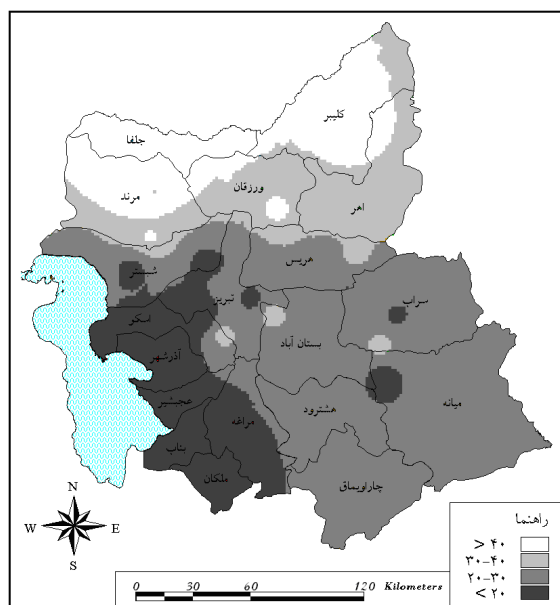 کلیبر
جلفا
مرند
ورزقان
اهر
شبستر
هریس
تبریز
سراب
اسکو
بستان آباد
آذرشهر
میانه
عجبشیر
هشترود
مراغه
بناب
ملکان
چاراویماق
N
W E
S
راهنما
> ۴۰
۳۰-۴۰
۲۰-۳۰
< ۲۰
0 30 60 120 Kilometers